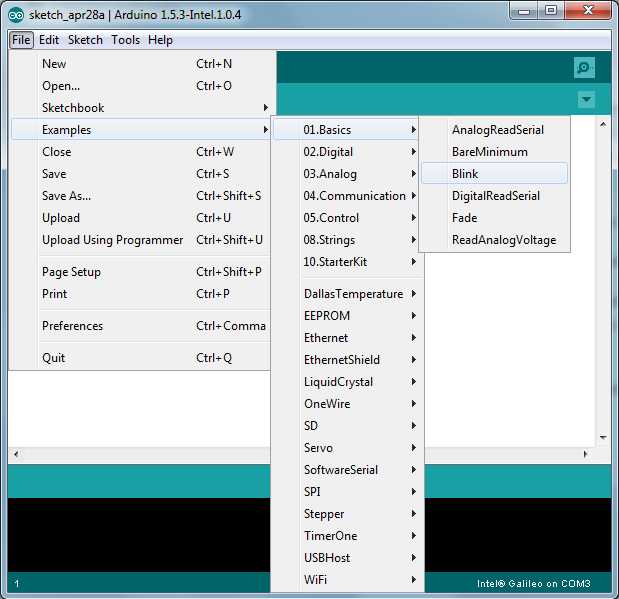 sketch_apr28a | Arduino 1.5.3-Intel.1.0.4
File Edit Sketch Tools Help
New Ctrl+N
Open... Ctrl+O
Sketchbook
Examples
Close Ctrl+W
Save Ctrl+S
Save As... Ctrl+Shift+S
Upload Ctrl+U
Upload Using Programmer Ctrl+Shift+U
Page Setup Ctrl+Shift+P
Print Ctrl+P
Preferences Ctrl+Comma
Quit Ctrl+Q
01.Basics
02.Digital
03.Analog
04.Communication
05.Control
08.Strings
10.StarterKit
DallasTemperature
EEPROM
Ethernet
EthernetShield
LiquidCrystal
OneWire
SD
Servo
SoftwareSerial
SPI
Stepper
TimerOne
USBHost
WiFi
AnalogReadSerial
BareMinimum
Blink
DigitalReadSerial
Fade
ReadAnalogVoltage
1 Intel® Galileo on COM3